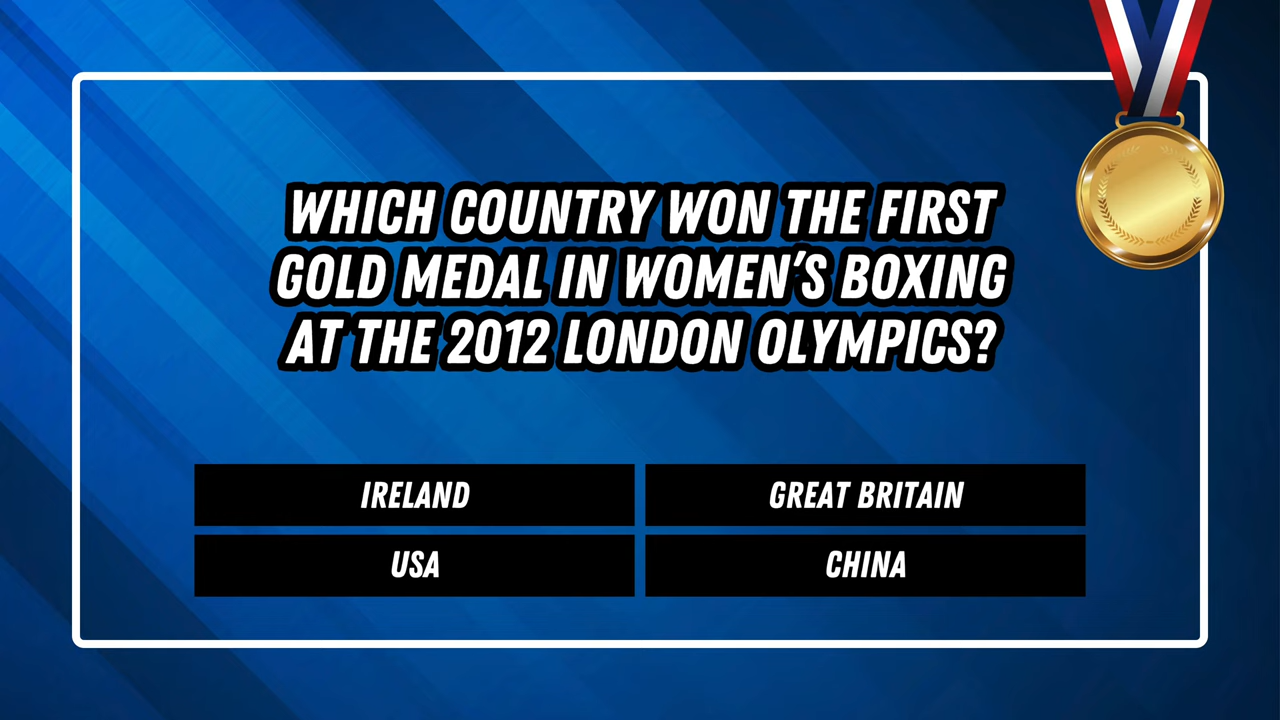 WHICH COUNTRY WON THE FIRST
GOLD MEDAL IN WOMEN'S BOXING
AT THE 2012 LONDON OLYMPICS?
IRELAND
GREAT BRITAIN
USA
CHINA